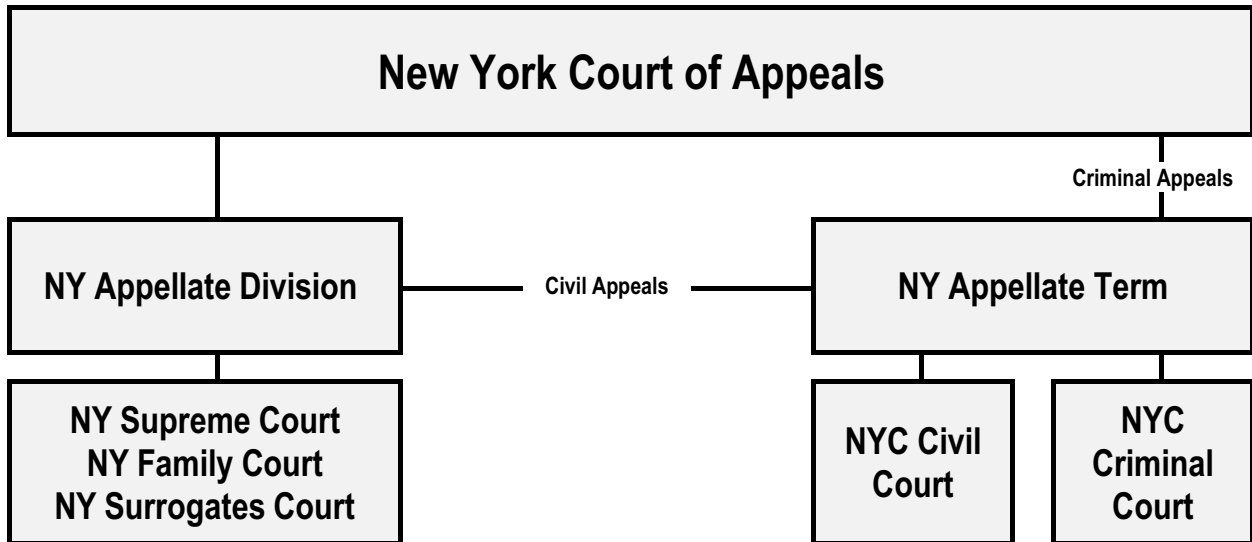 New York Court of Appeals
Criminal Appeals
NY Appellate Division
Civil Appeals
NY Appellate Term
NY Supreme Court
NY Family Court
NY Surrogates Court
NYC Civil
Court
NYC
Criminal
Court